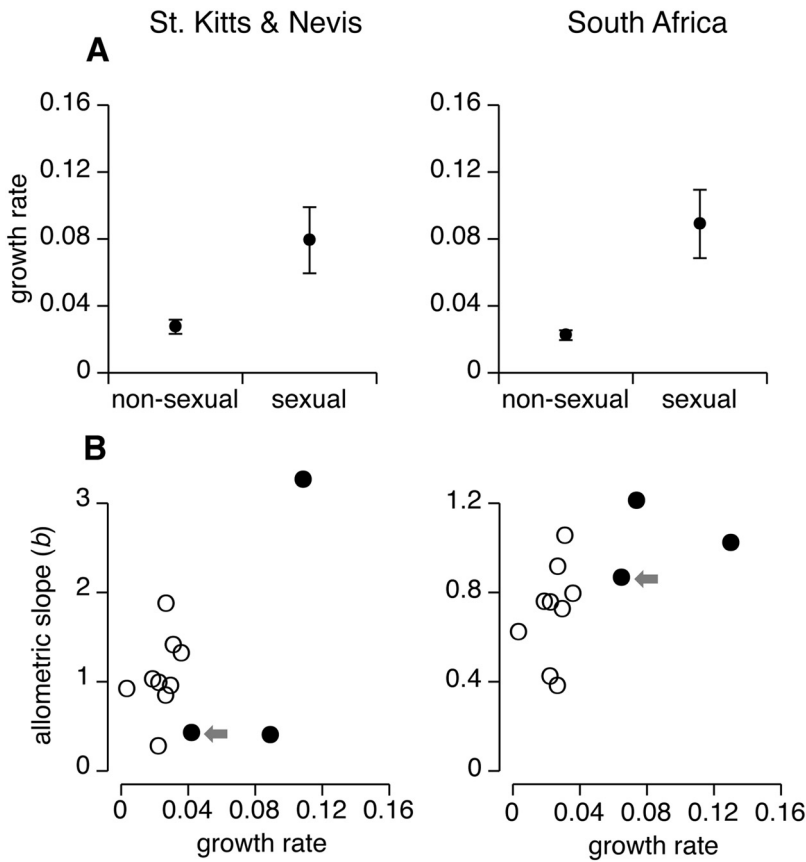 St. Kitts & Nevis
South Africa
A
0.16
0.12
0.08
0.04
0
growth rate
non-sexual
sexual
0.16
0.12
0.08
0.04
0
non-sexual
sexual
B
3
2
1
0
allometric slope (b)
0
0.04
0.08
0.12
0.16
growth rate
1.2
0.8
0.4
0
0
0.04
0.08
0.12
0.16
growth rate